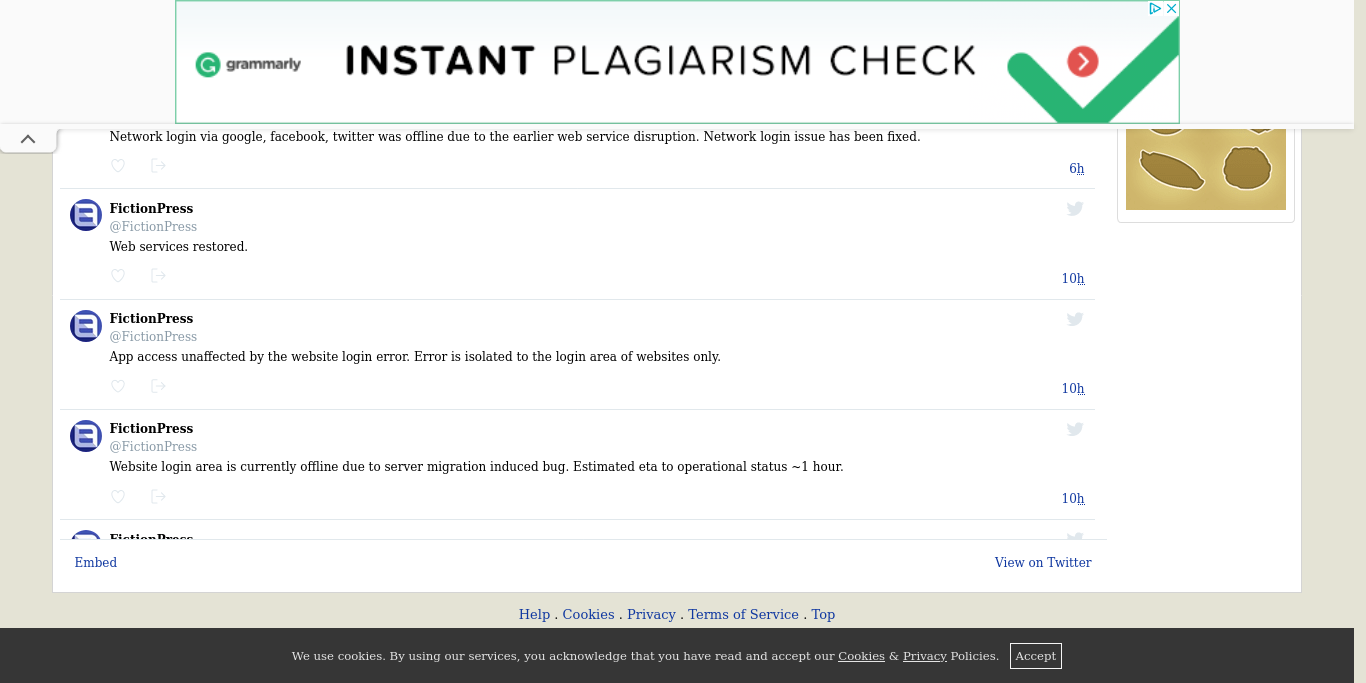 grammarly
INSTANT PLAGIARISM CHECK
Network login via google, facebook, twitter was offline due to the earlier web service disruption. Network login issue has been fixed.
6h
FictionPress
@FictionPress
Web services restored.
10h
FictionPress
@FictionPress
App access unaffected by the website login error. Error is isolated to the login area of websites only.
10h
FictionPress
@FictionPress
Website login area is currently offline due to server migration induced bug. Estimated eta to operational status ~1 hour.
10h
FictionPress
Embed
View on Twitter
Help . Cookies . Privacy . Terms of Service . Top
We use cookies. By using our services, you acknowledge that you have read and accept our Cookies & Privacy Policies. Accept